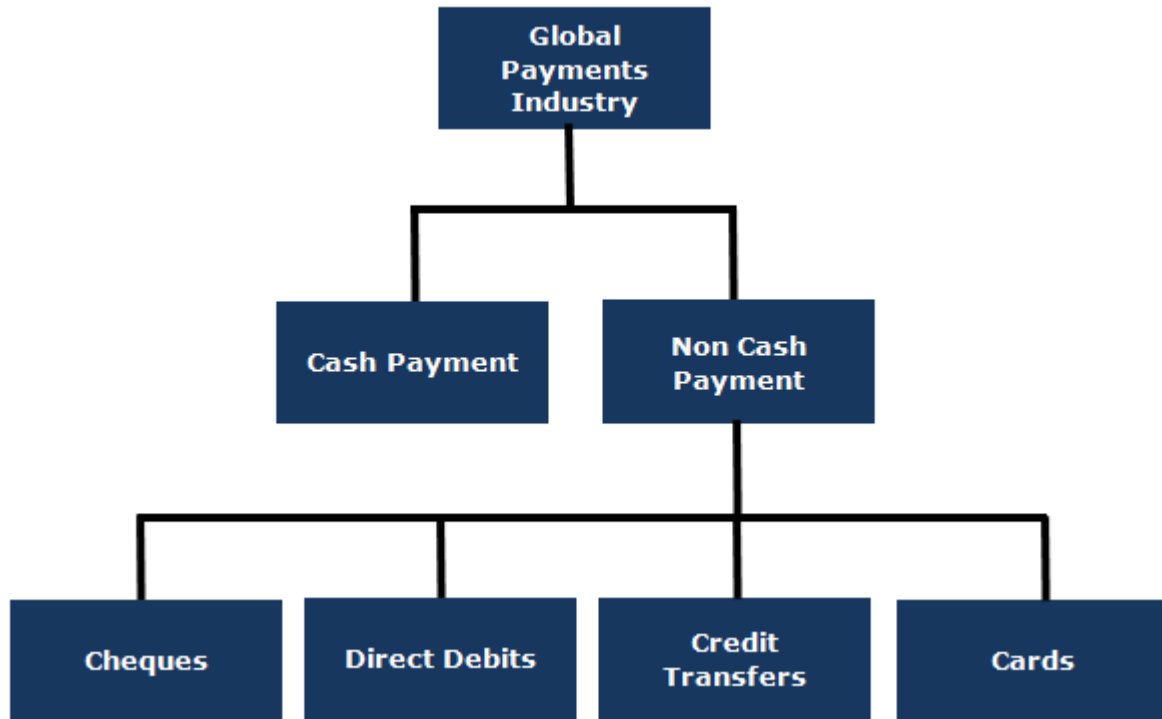 Global
Payments
Industry
Cash Payment
Non Cash
Payment
Cheques
Direct Debits
Credit
Transfers
Cards